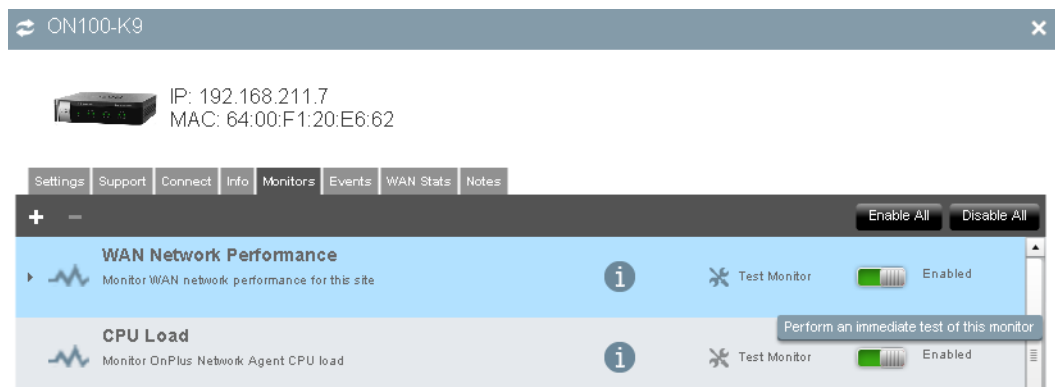 ON100-K9
IP: 192.168.211.7
MAC: 64:00:F1:20:E6:62
Settings Support Connect Info Monitors Events WAN Stats Notes
Enable All Disable All
WAN Network Performance
Monitor WAN network performance for this site
Test Monitor
Enabled
Perform an immediate test of this monitor
CPU Load
Monitor OnPlus Network Agent CPU load
Test Monitor
Enabled